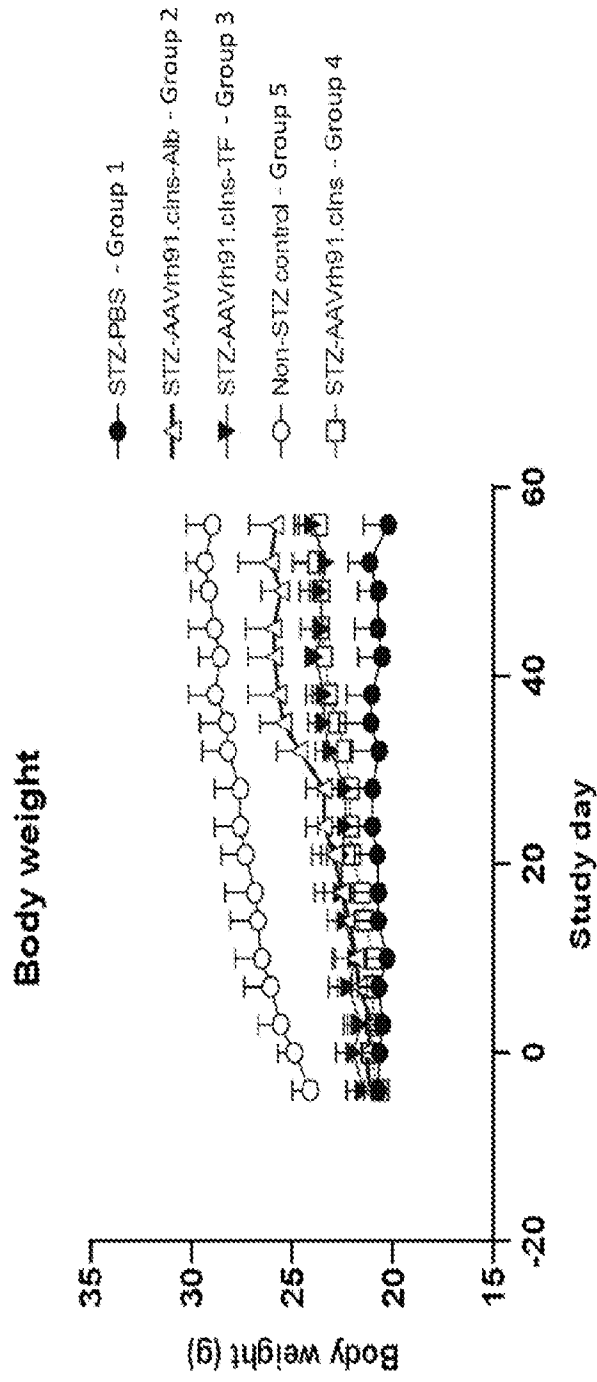 Body weight
STZ-PBS - Group 1
STZ-AAVrh91.cIns-Alb - Group 2
STZ-AAVrh91.cIns-TF - Group 3
Non-STZ control - Group 5
STZ-AAVrh91.cIns - Group 4
Body weight (g)
35
30
25
20
15
-20
0
20
40
60
Study day